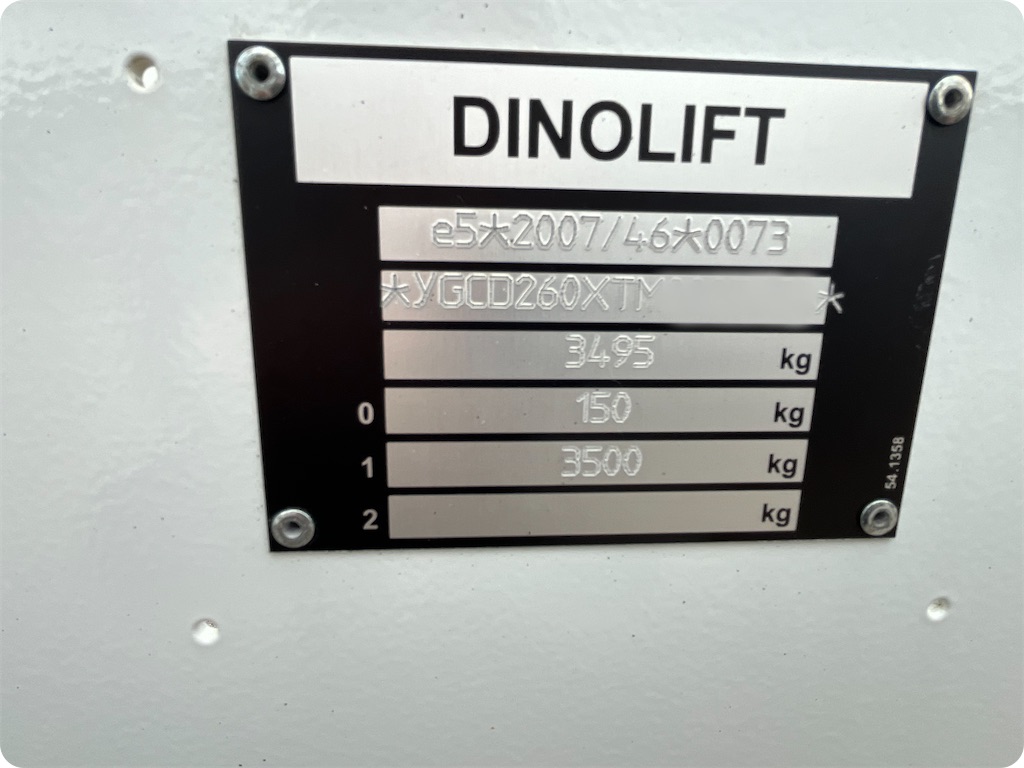 DINOLIFT
e5*2007/46*0073
*YGCD260XTM *
3495 kg
0 150 kg
1 3500 kg
2 kg
54.1358